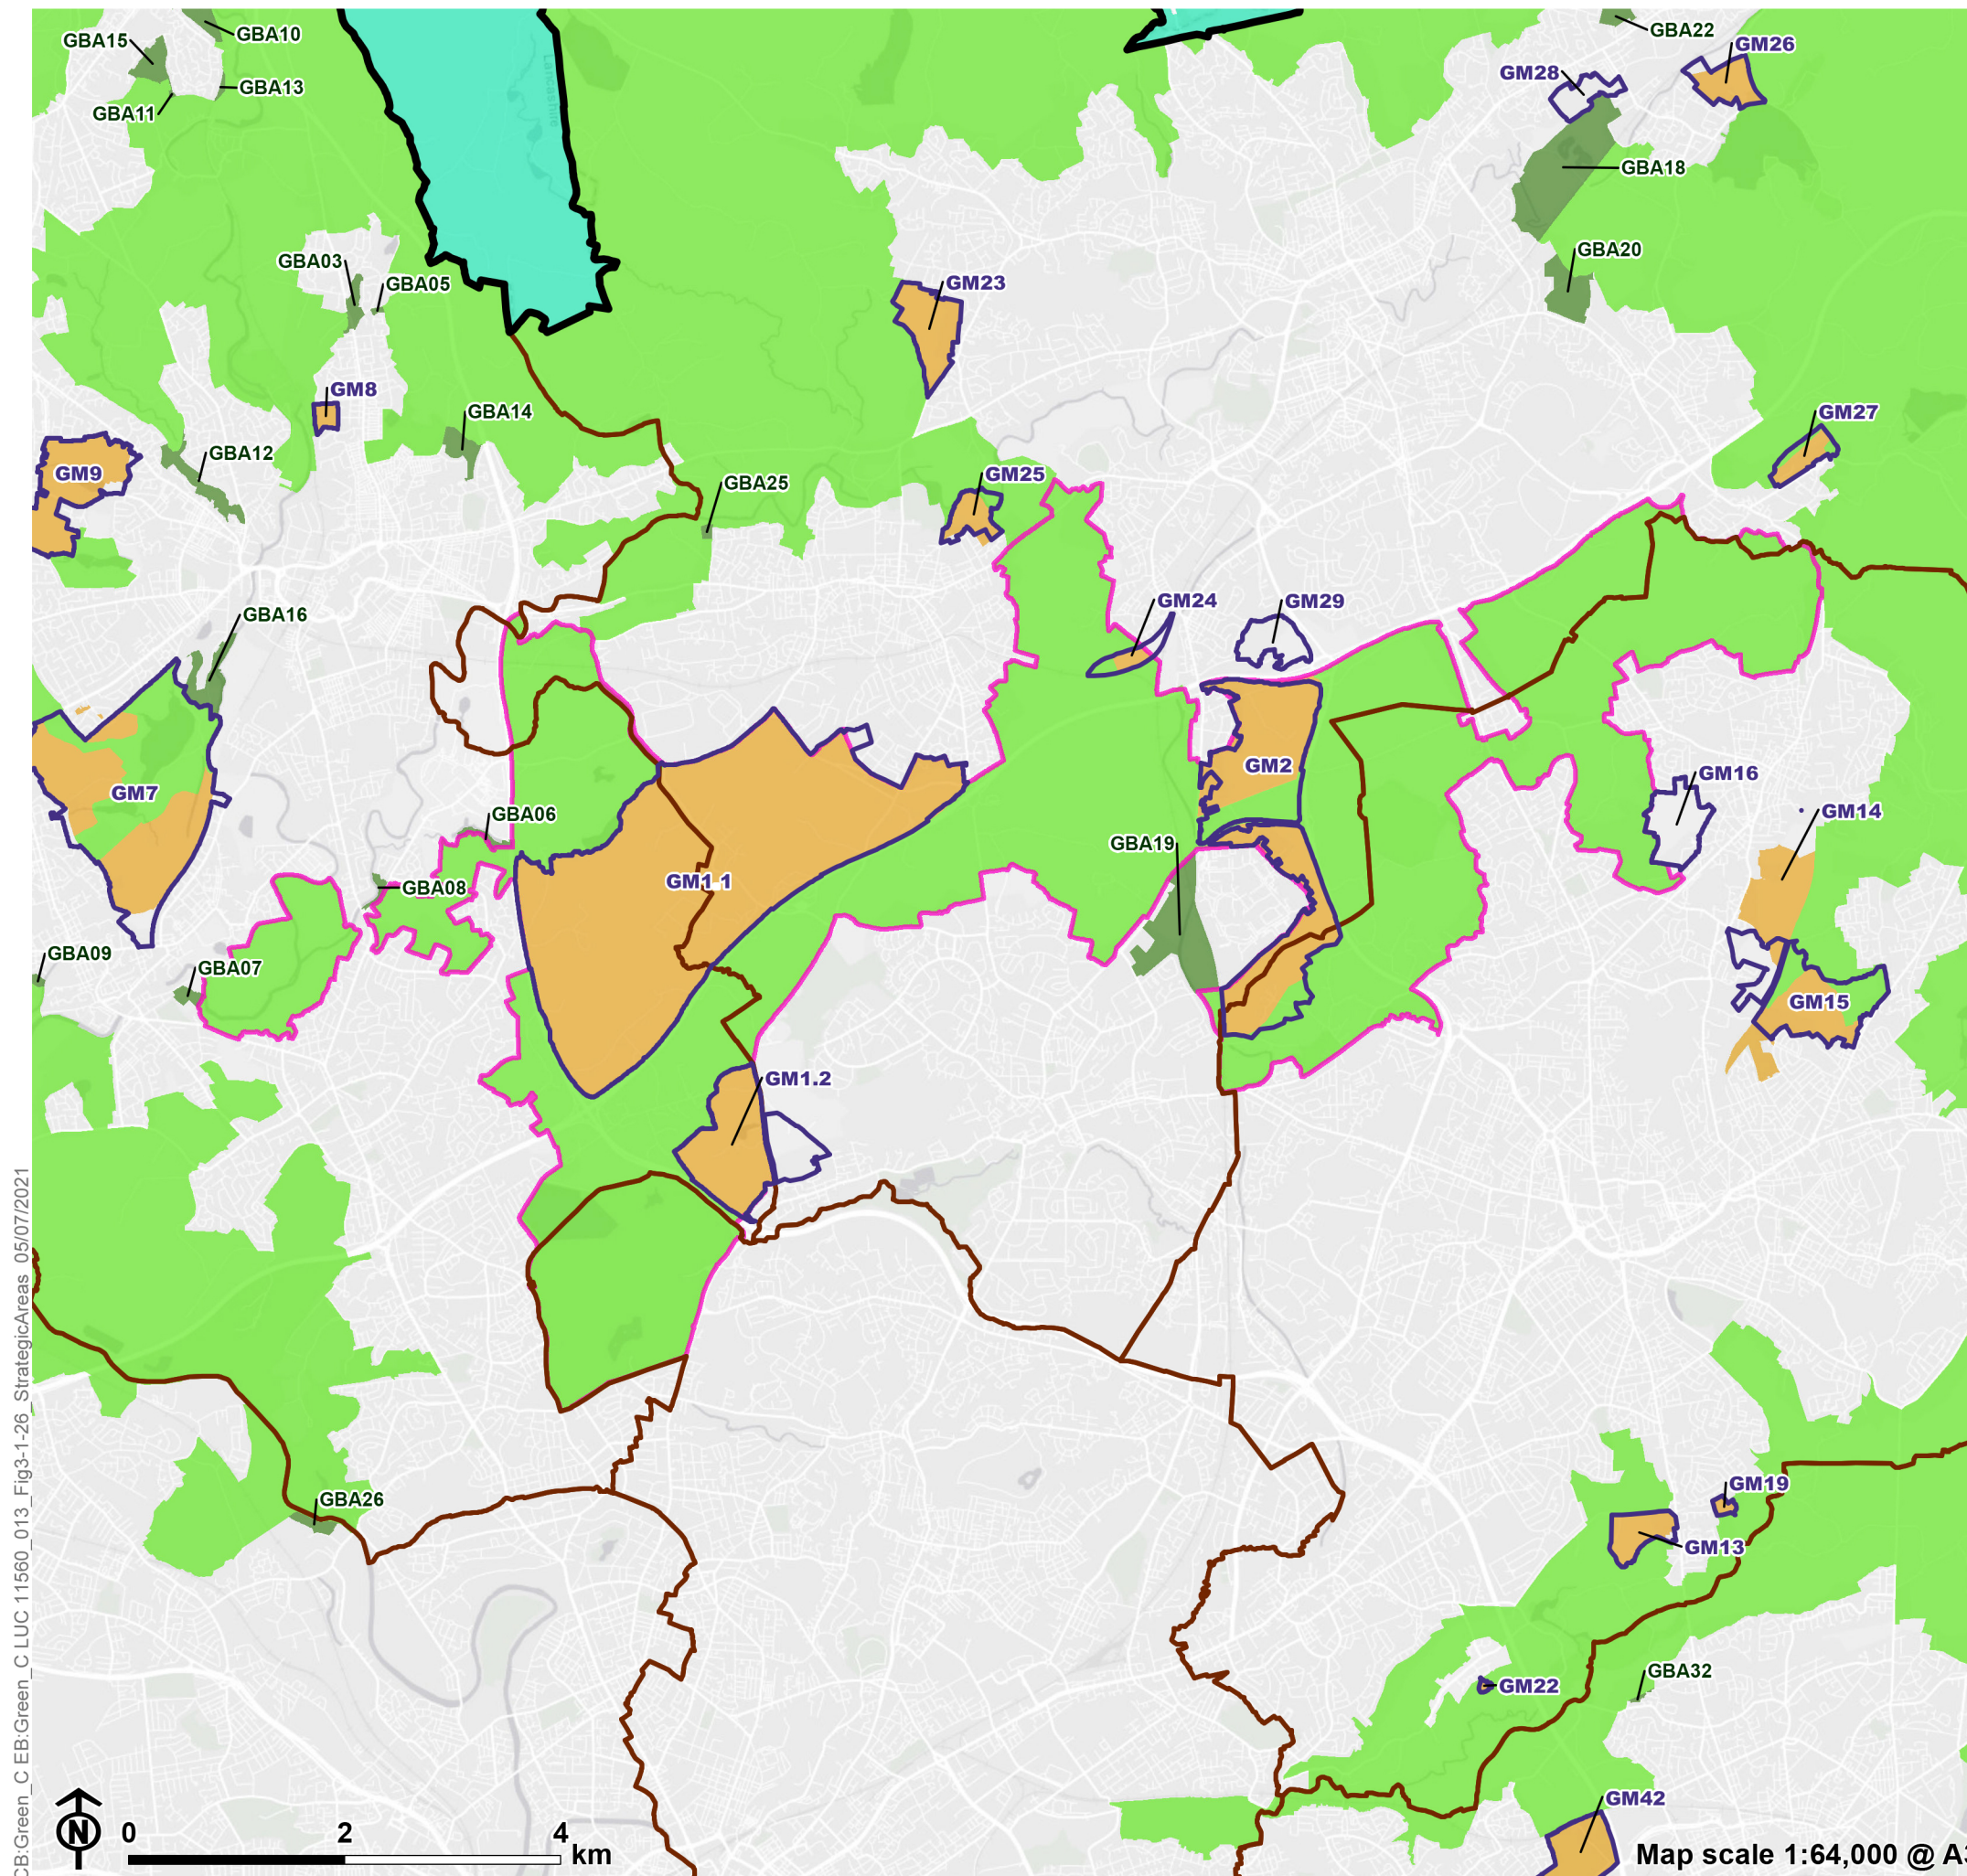 GBA10
GBA15
GBA13
GBA11
Lancashire
GBA22
GM26
GM28
GBA18
GBA20
GBA03
GBA05
GM23
GM8
GBA14
GM27
GBA12
GM9
GM25
GBA25
GBA16
GM24
GM29
GM2
GM16
GM7
GM14
GBA06
GBA19
GM1.1
GBA08
GBA09
GBA07
GM15
GM1.2
GBA26
GM19
GM13
GBA32
GM22
GM42
CB:Green_C EB:Green_C LUC 11560_013_Fig3-1-26_StrategicAreas 05/07/2021
N
0 2 4
km
Map scale 1:64,000 @ A3